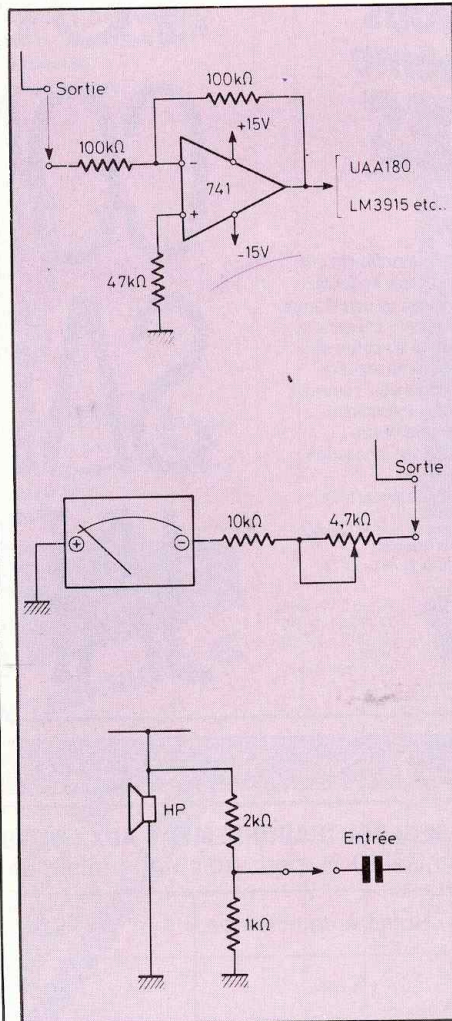 Sortie
100kΩ
100kΩ
+15V
-
741
+
-15V
UAA180
LM3915 etc..
47kΩ
Sortie
+
-
10kΩ
4,7kΩ
HP
2kΩ
Entrée
1kΩ